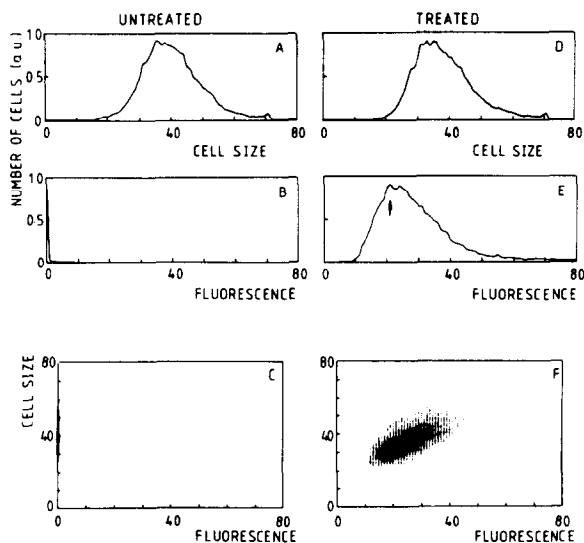 UNTREATED TREATED
NUMBER OF CELLS (a.u.)
1.0
0.5
0
A
D
0 40 80 0 40 80
CELL SIZE CELL SIZE
1.0
0.5
0
B
E
0 40 80 0 40 80
FLUORESCENCE FLUORESCENCE
CELL SIZE
80
40
0
C
80
40
0
F
0 40 80 0 40 80
FLUORESCENCE FLUORESCENCE